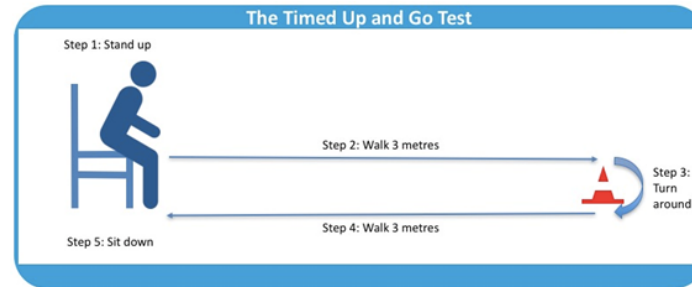 The Timed Up and Go Test
Step 1: Stand up
Step 2: Walk 3 metres
Step 3:
Turn
around
Step 4: Walk 3 metres
Step 5: Sit down